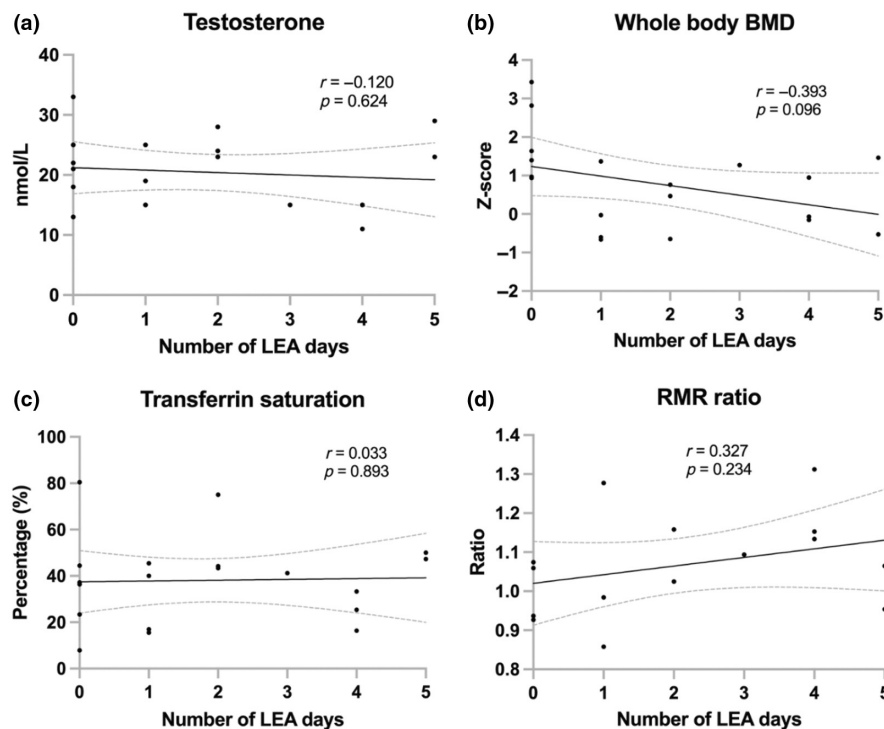 (a)
Testosterone
nmol/L
40
30
20
10
0
r = –0.120
p = 0.624
0 1 2 3 4 5
Number of LEA days
(b)
Whole body BMD
Z-score
4
3
2
1
0
–1
–2
r = –0.393
p = 0.096
0 1 2 3 4 5
Number of LEA days
(c)
Transferrin saturation
Percentage (%)
100
80
60
40
20
0
r = 0.033
p = 0.893
0 1 2 3 4 5
Number of LEA days
(d)
RMR ratio
Ratio
1.4
1.3
1.2
1.1
1.0
0.9
0.8
r = 0.327
p = 0.234
0 1 2 3 4 5
Number of LEA days